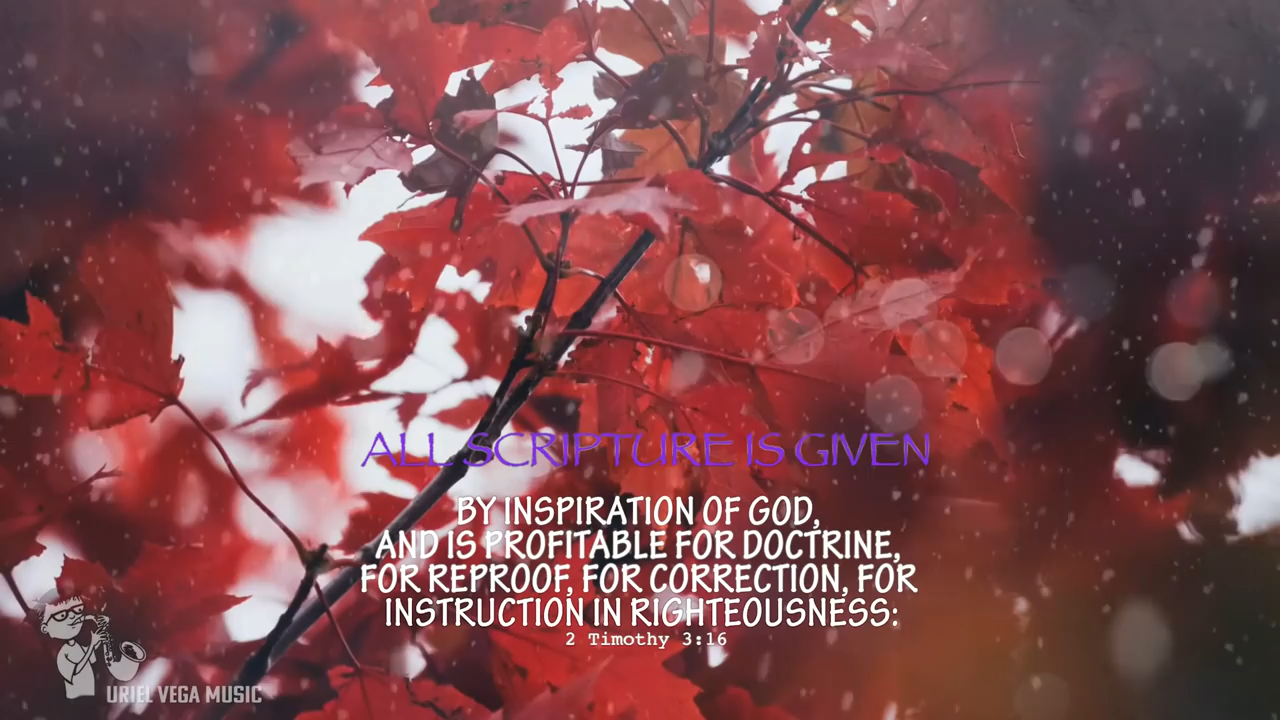 ALL SCRIPTURE IS GIVEN
BY INSPIRATION OF GOD,
AND IS PROFITABLE FOR DOCTRINE,
FOR REPROOF, FOR CORRECTION, FOR
INSTRUCTION IN RIGHTEOUSNESS:
2 Timothy 3:16
URIEL VEGA MUSIC